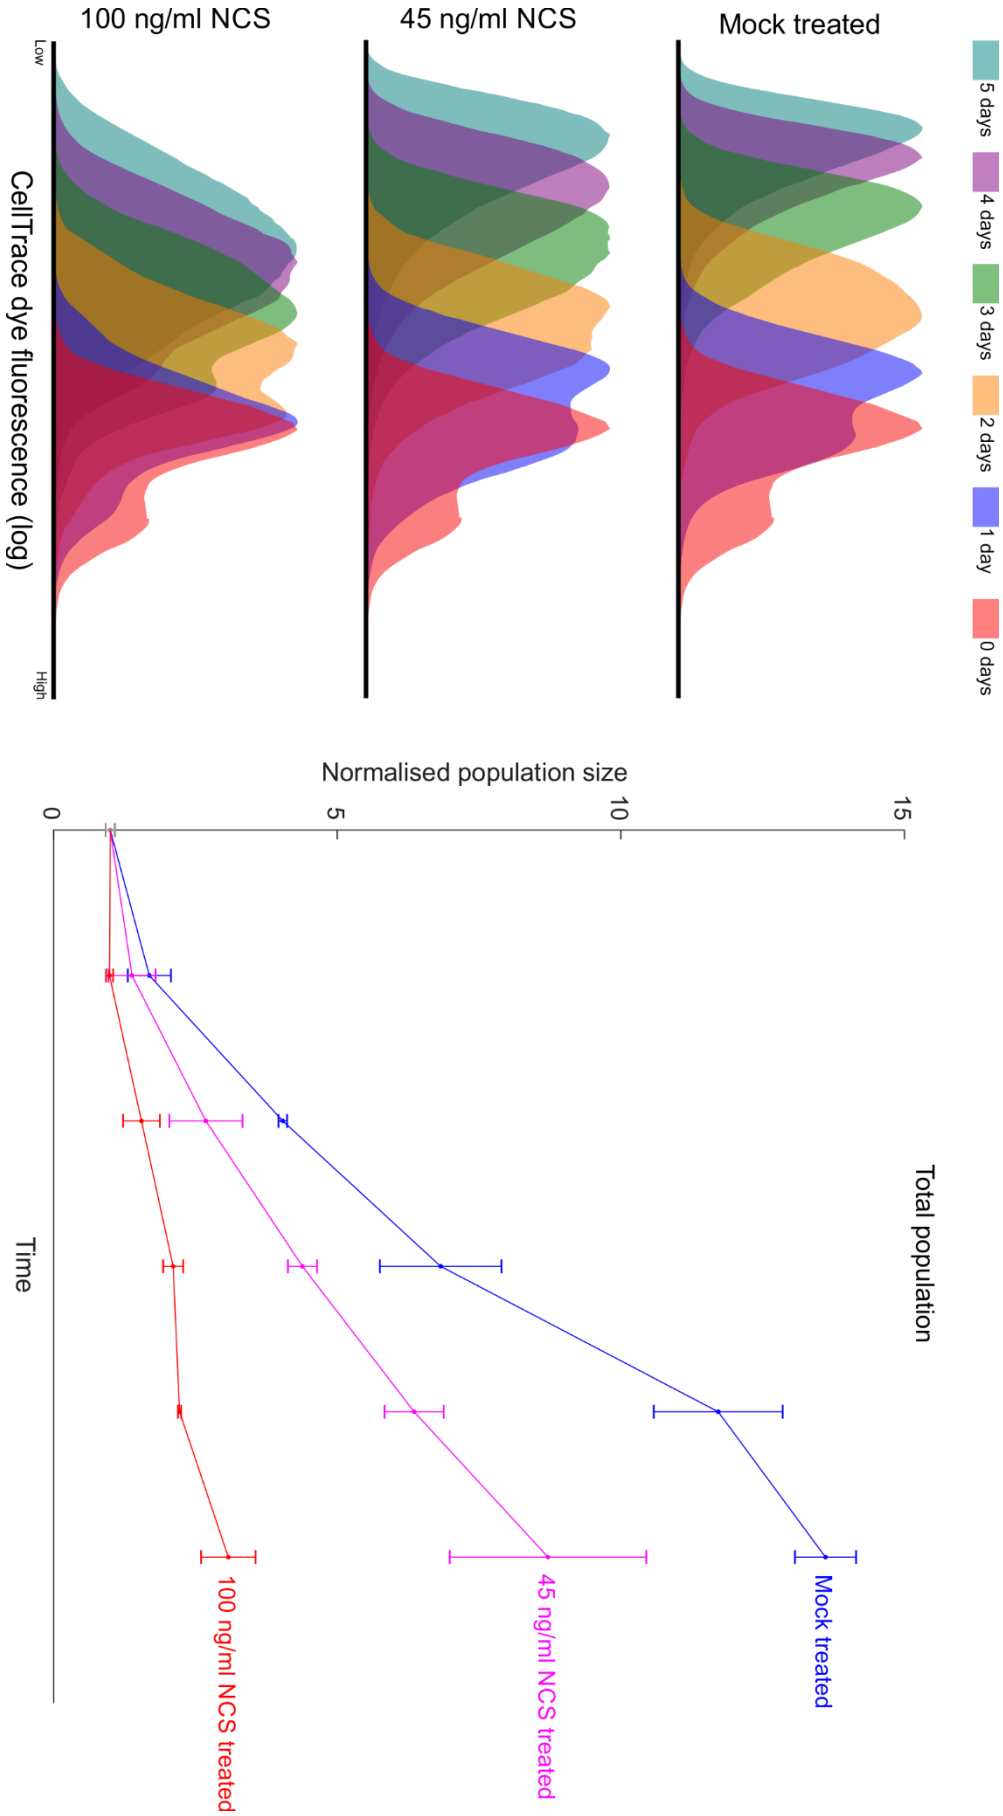 5 days
4 days
3 days
2 days
1 day
0 days
Mock treated
45 ng/ml NCS
100 ng/ml NCS
Low
High
CellTrace dye fluorescence (log)
Total population
Normalised population size
15
10
5
0
Mock treated
45 ng/ml NCS treated
100 ng/ml NCS treated
Time